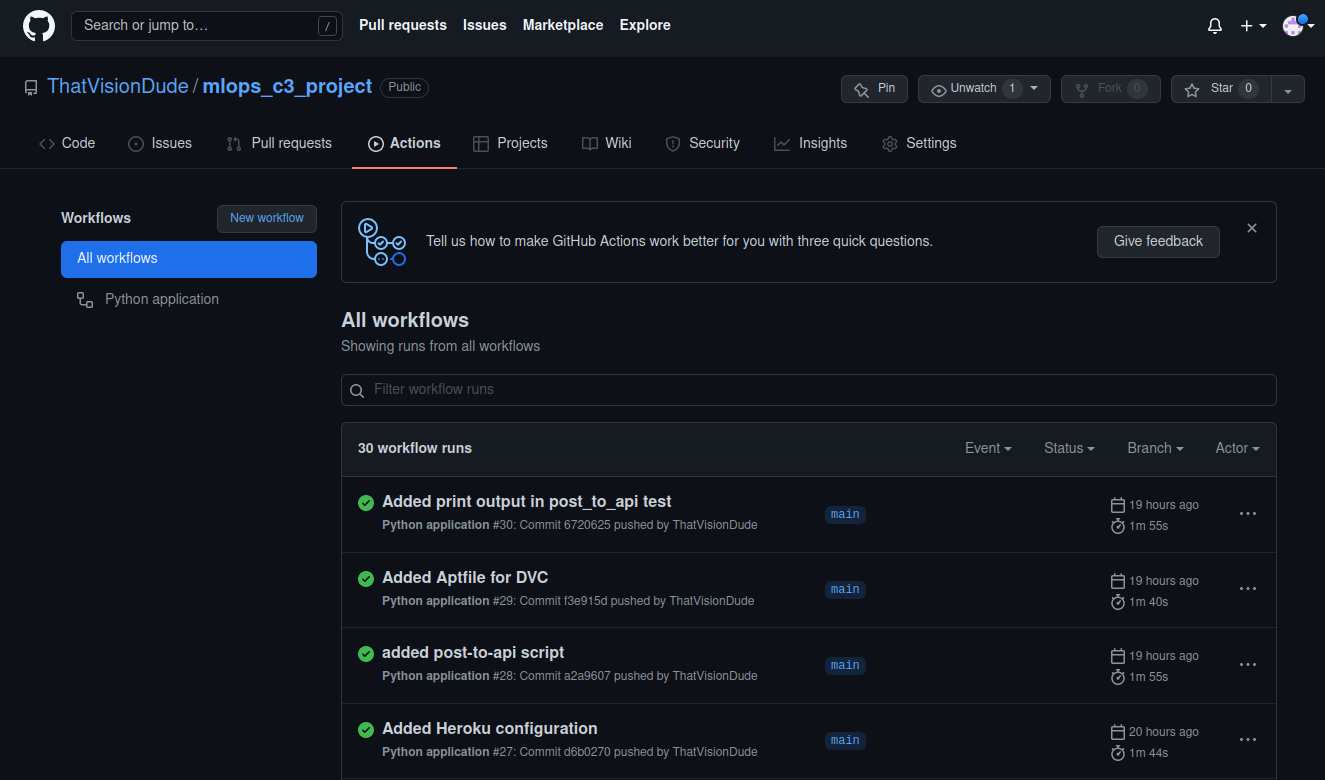 Search or jump to… /
Pull requests Issues Marketplace Explore
ThatVisionDude / mlops_c3_project Public
Pin Unwatch 1 Fork 0 Star 0
Code Issues Pull requests Actions Projects Wiki Security Insights Settings
Workflows New workflow
All workflows
Python application
Tell us how to make GitHub Actions work better for you with three quick questions. Give feedback
All workflows
Showing runs from all workflows
Filter workflow runs
30 workflow runs Event Status Branch Actor
Added print output in post_to_api test
Python application #30: Commit 6720625 pushed by ThatVisionDude
main
19 hours ago
1m 55s
Added Aptfile for DVC
Python application #29: Commit f3e915d pushed by ThatVisionDude
main
19 hours ago
1m 40s
added post-to-api script
Python application #28: Commit a2a9607 pushed by ThatVisionDude
main
19 hours ago
1m 55s
Added Heroku configuration
Python application #27: Commit d6b0270 pushed by ThatVisionDude
main
20 hours ago
1m 44s